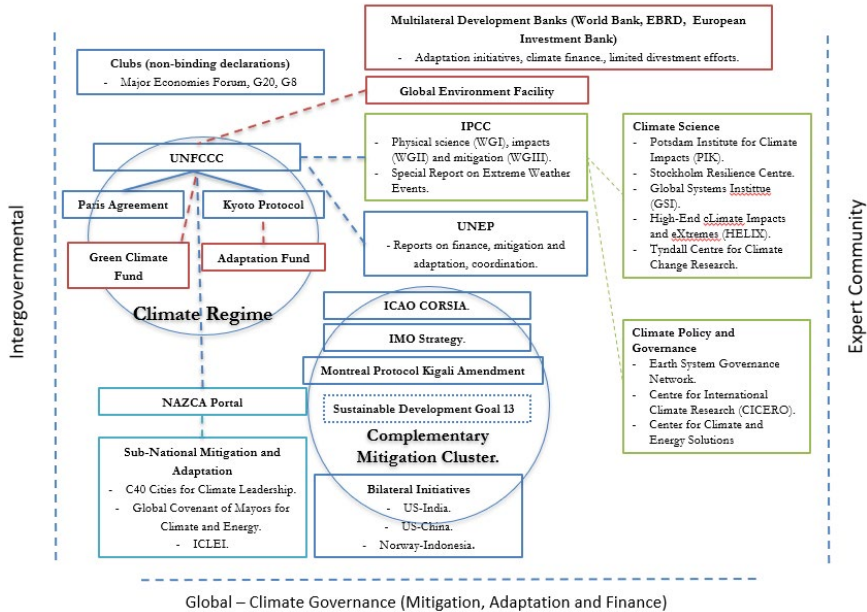 Multilateral Development Banks (World Bank, EBRD, European
Investment Bank)
- Adaptation initiatives, climate finance., limited divestment efforts.
Clubs (non-binding declarations)
- Major Economies Forum, G20, G8
Global Environment Facility
IPCC
- Physical science (WGI), impacts
(WGII) and mitigation (WGIII).
- Special Report on Extreme Weather
Events.
Climate Science
- Potsdam Institute for Climate
Impacts (PIK).
- Stockholm Resilience Centre.
- Global Systems Instittue
(GSI).
- High-End cLimate Impacts
and eXtremes (HELIX).
- Tyndall Centre for Climate
Change Research.
UNFCCC
Paris Agreement
Kyoto Protocol
UNEP
- Reports on finance, mitigation and
adaptation, coordination.
Green Climate
Fund
Adaptation Fund
Climate Regime
Intergovernmental
Expert Community
ICAO CORSIA.
IMO Strategy.
Montreal Protocol Kigali Amendment
Sustainable Development Goal 13
Complementary
Mitigation Cluster.
Climate Policy and
Governance
- Earth System Governance
Network.
- Centre for International
Climate Research (CICERO).
- Center for Climate and
Energy Solutions
NAZCA Portal
Sub-National Mitigation and
Adaptation
- C40 Cities for Climate Leadership.
- Global Covenant of Mayors for
Climate and Energy.
- ICLEI.
Bilateral Initiatives
- US-India.
- US-China.
- Norway-Indonesia.
Global – Climate Governance (Mitigation, Adaptation and Finance)